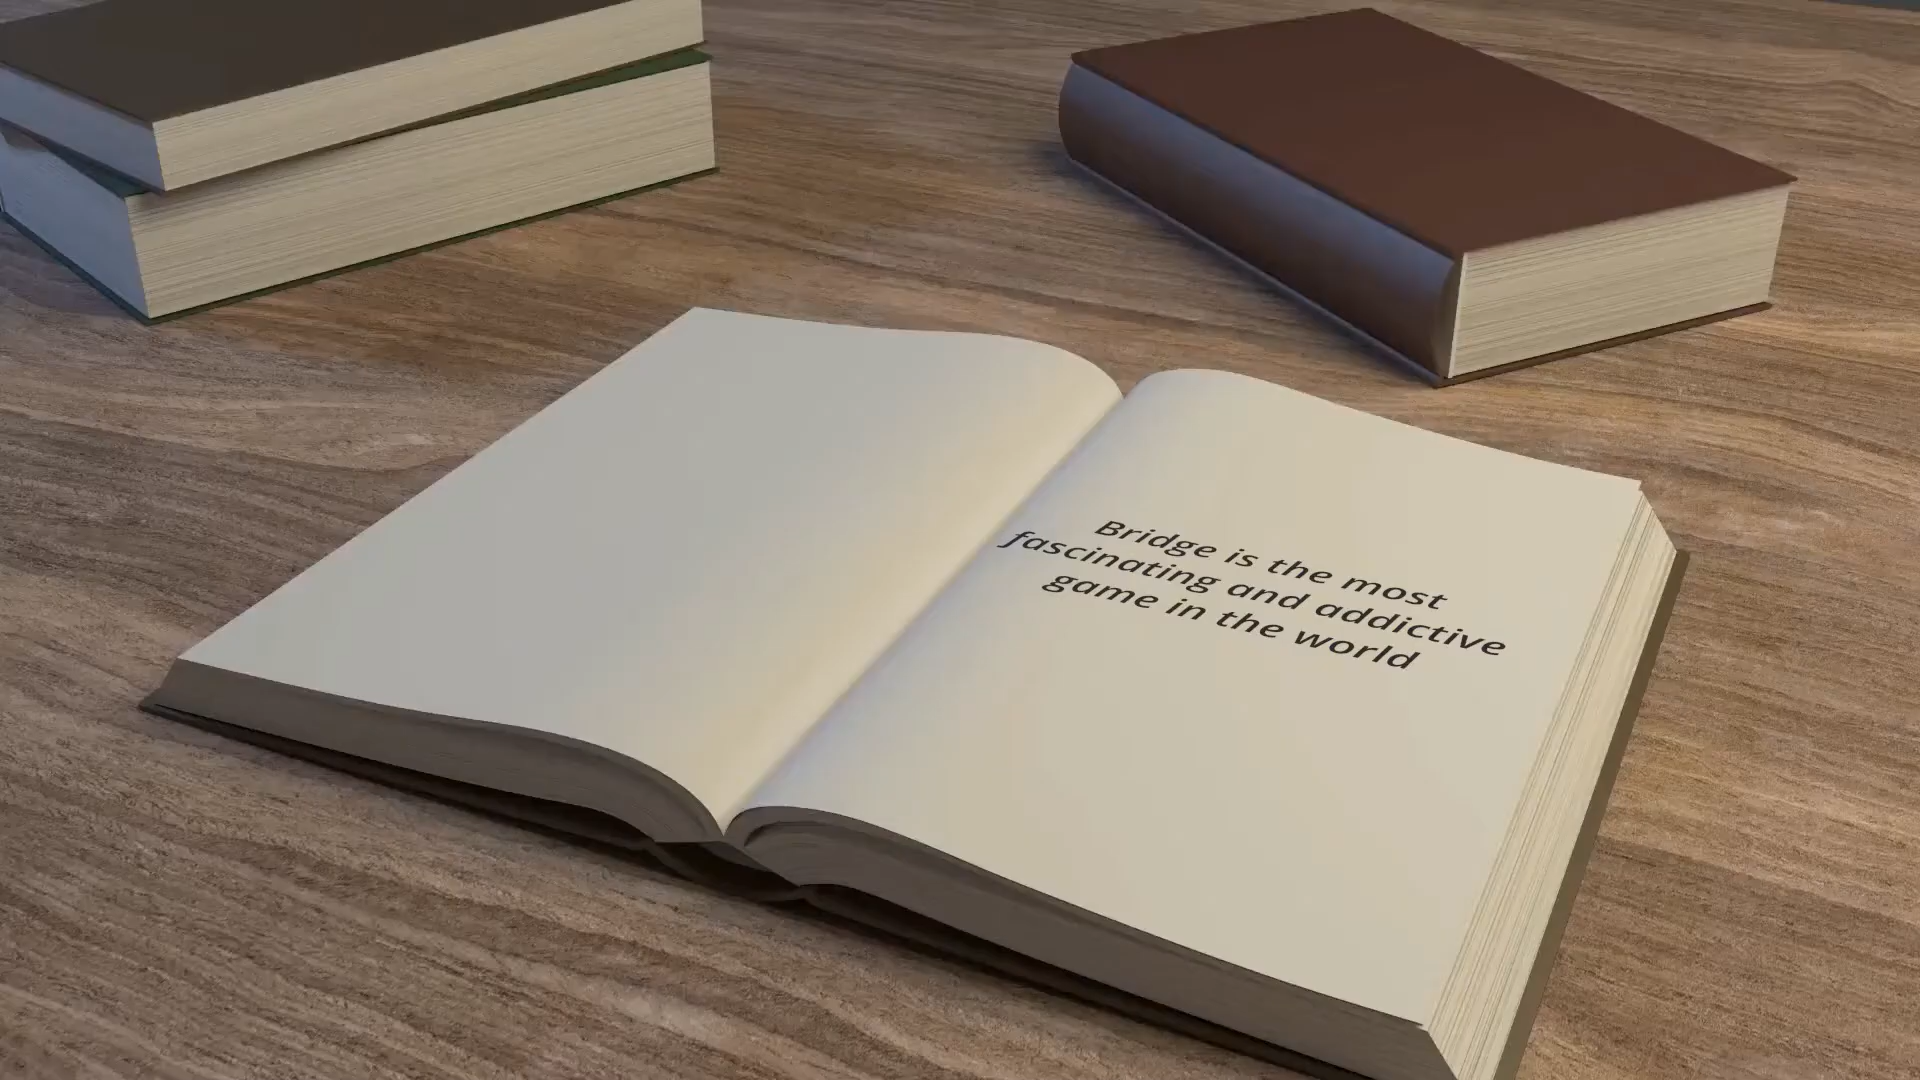 Bridge is the most
fascinating and addictive
game in the world